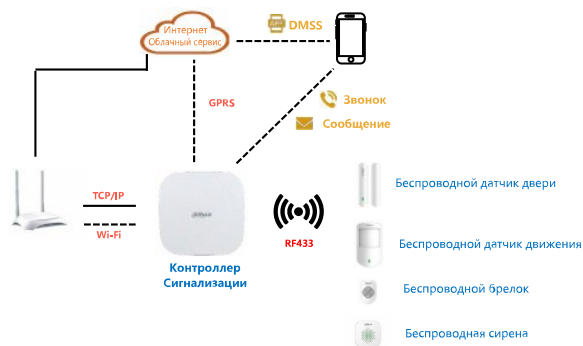 Интернет
Облачный сервис
DMSS
GPRS
Звонок
Сообщение
TCP/IP
Wi-Fi
alhua
Контроллер
Сигнализации
RF433
Беспроводной датчик двери
Беспроводной датчик движения
Беспроводной брелок
Беспроводная сирена